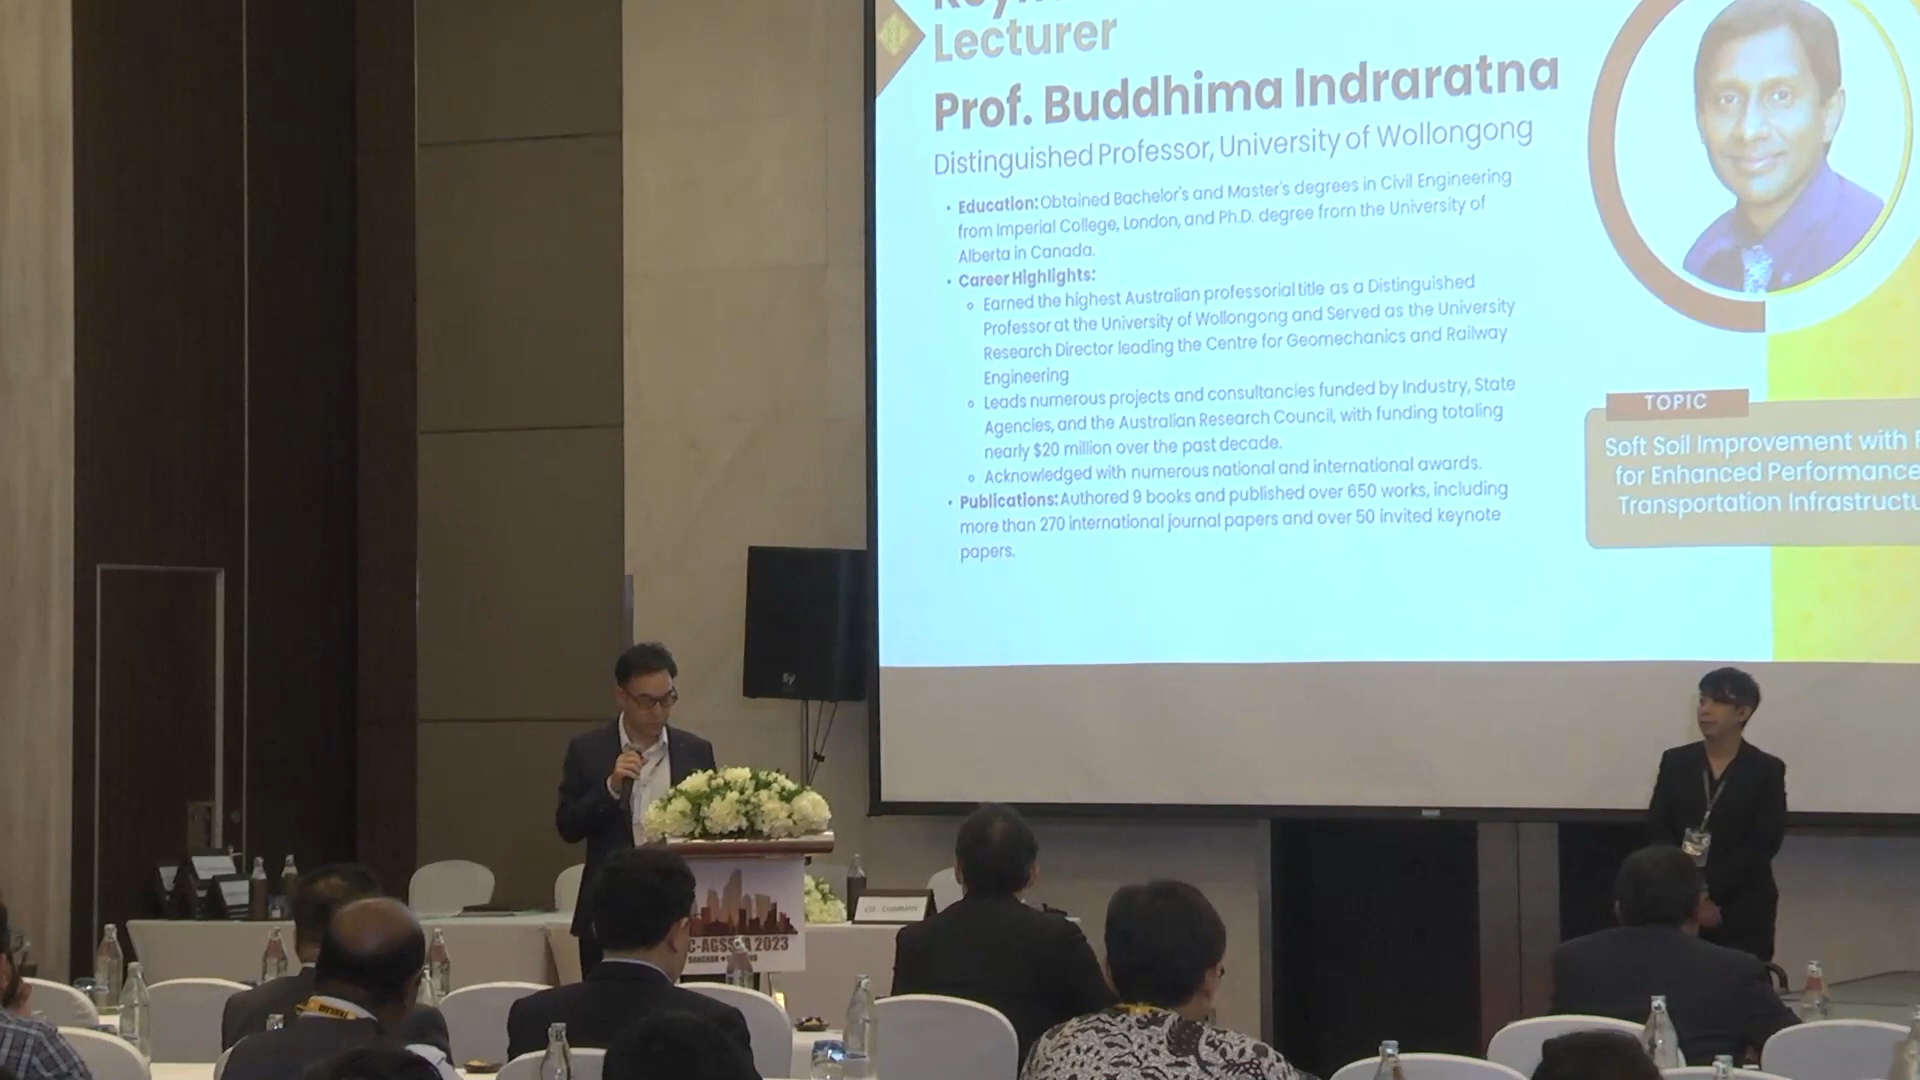 Lecturer
Prof. Buddhima Indraratna
Distinguished Professor, University of Wollongong
• Education: Obtained Bachelor's and Master's degrees in Civil Engineering
from Imperial College, London, and Ph.D. degree from the University of
Alberta in Canada.
• Career Highlights:
Earned the highest Australian professorial title as a Distinguished
Professor at the University of Wollongong and Served as the University
Research Director leading the Centre for Geomechanics and Railway
Engineering
Leads numerous projects and consultancies funded by Industry, State
Agencies, and the Australian Research Council, with funding totaling
nearly $20 million over the past decade.
Acknowledged with numerous national and international awards.
• Publications: Authored 9 books and published over 650 works, including
more than 270 international journal papers and over 50 invited keynote
papers.
TOPIC
Soft Soil Improvement with
for Enhanced Performance
Transportation
2023